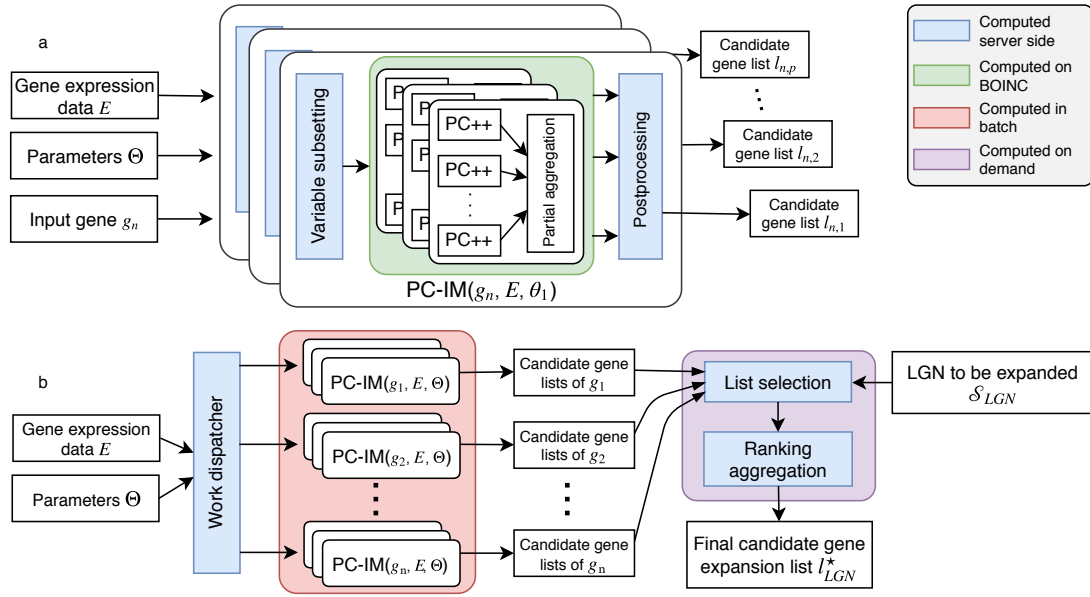 a
Gene expression
data E
Parameters Θ
Input gene gₙ
Variable subsetting
PC++
PC++
⋮
PC++
Partial aggregation
Postprocessing
PC-IM(gₙ, E, θ₁)
Candidate
gene list lₙ,ₚ
⋱
Candidate
gene list lₙ,₂
Candidate
gene list lₙ,₁
Computed
server side
Computed on
BOINC
Computed in
batch
Computed on
demand
b
Gene expression
data E
Parameters Θ
Work dispatcher
PC-IM(g₁, E, Θ)
PC-IM(g₂, E, Θ)
⋮
PC-IM(gₙ, E, Θ)
Candidate gene
lists of g₁
Candidate gene
lists of g₂
⋮
Candidate gene
lists of gₙ
List selection
Ranking
aggregation
LGN to be expanded
𝒮_LGN
Final candidate gene
expansion list l*_LGN